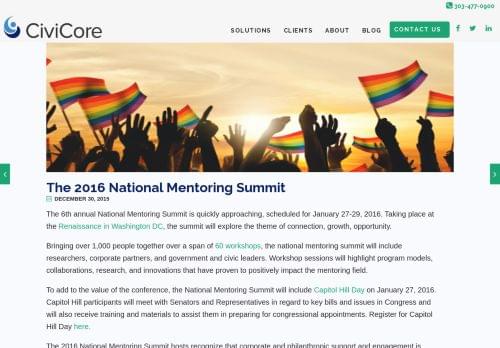 303-477-0900
CiviCore
SOLUTIONS CLIENTS ABOUT BLOG CONTACT US
The 2016 National Mentoring Summit
DECEMBER 30, 2015
The 6th annual National Mentoring Summit is quickly approaching, scheduled for January 27-29, 2016. Taking place at
the Renaissance in Washington DC, the summit will explore the theme of connection, growth, opportunity.
Bringing over 1,000 people together over a span of 60 workshops, the national mentoring summit will include
researchers, corporate partners, and government and civic leaders. Workshop sessions will highlight program models,
collaborations, research, and innovations that have proven to positively impact the mentoring field.
To add to the value of the conference, the National Mentoring Summit will include Capitol Hill Day on January 27, 2016.
Capitol Hill participants will meet with Senators and Representatives in regard to key bills and issues in Congress and
will also receive training and materials to assist them in preparing for congressional appointments. Register for Capitol
Hill Day here.
The 2016 National Mentoring Summit hosts recognize that corporate and philanthropic support and engagement is